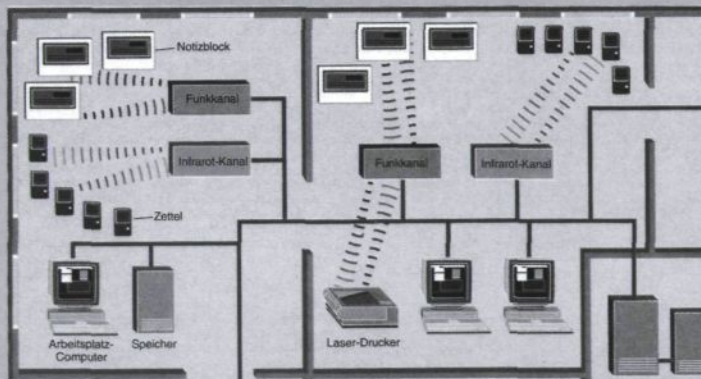 Notizblock
Funkkanal
Infrarot-Kanal
Funkkanal
Infrarot-Kanal
Zettel
Arbeitsplatz-
Computer
Speicher
Laser-Drucker